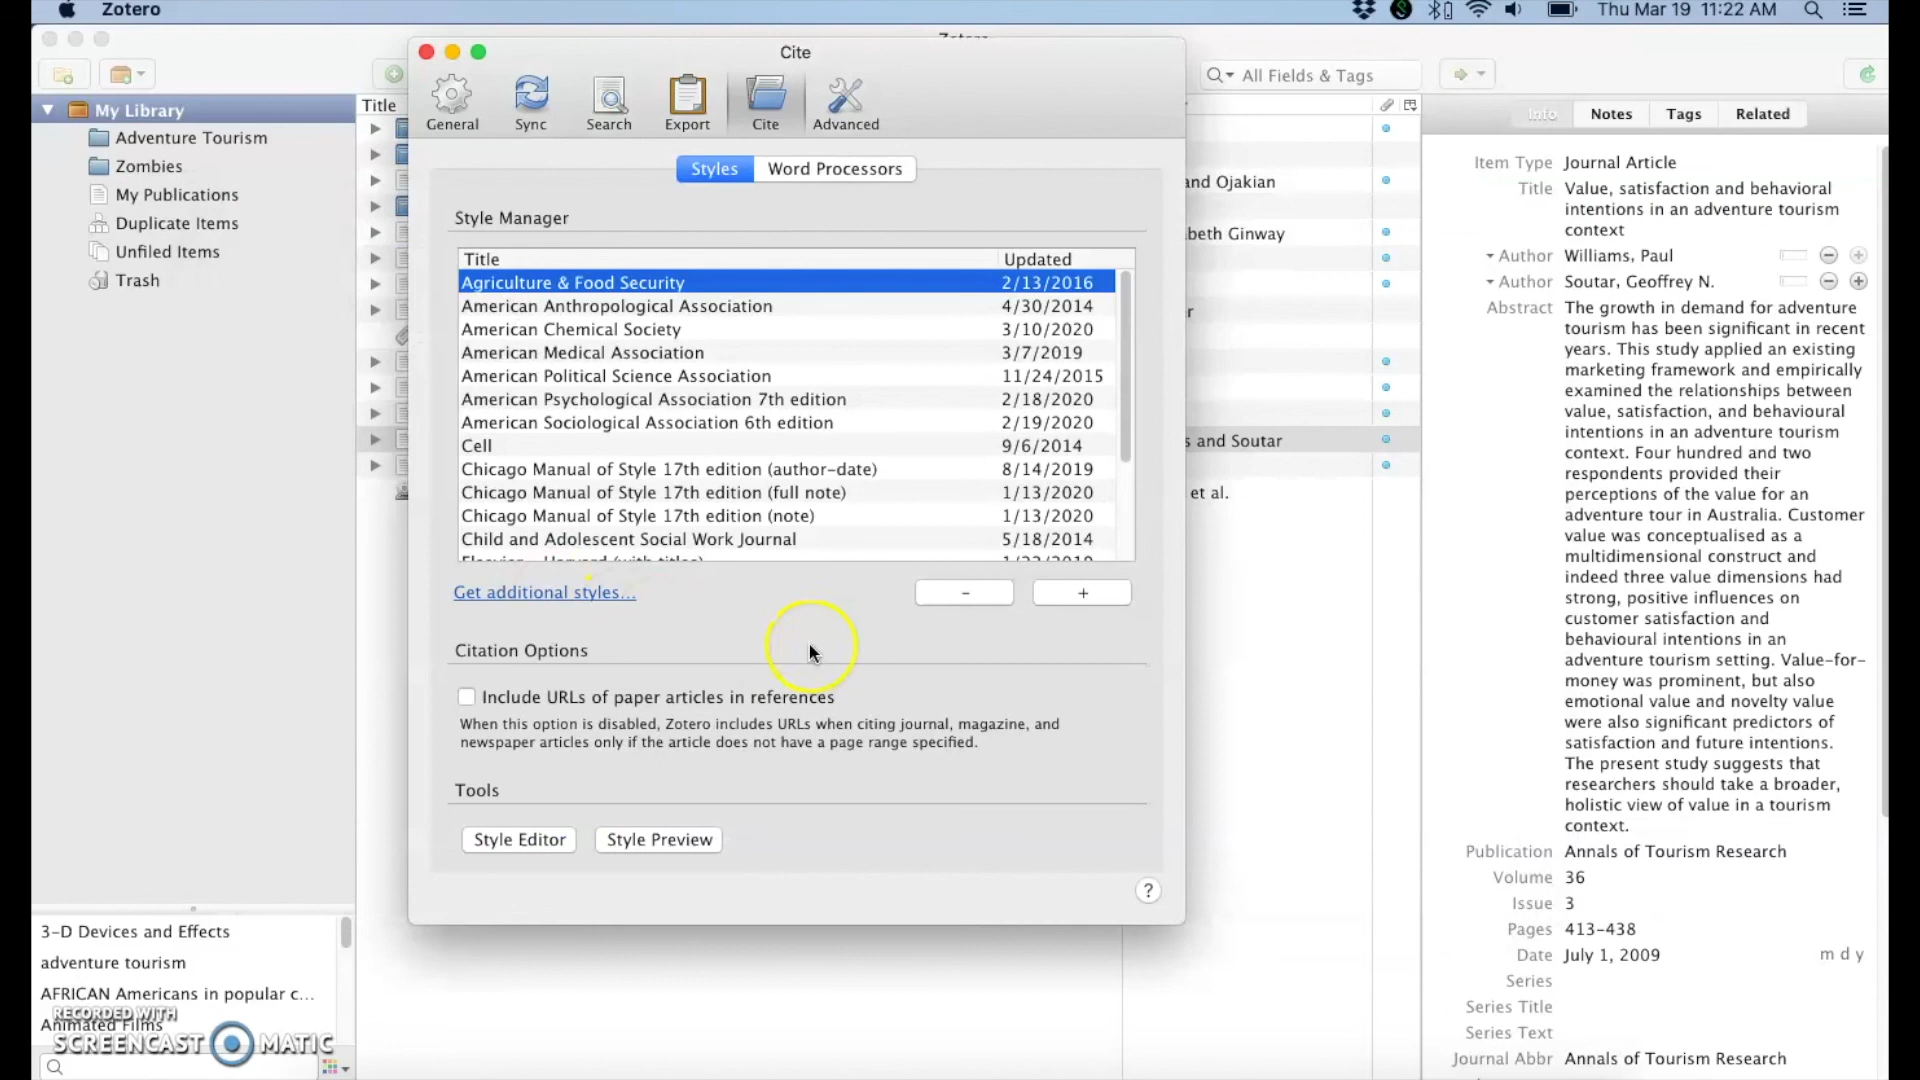 Zotero
Thu Mar 19 11:22 AM
Cite
General
Sync
Search
Export
Cite
Advanced
All Fields & Tags
My Library
Adventure Tourism
Zombies
My Publications
Duplicate Items
Unfiled Items
Trash
Title
and Ojakian
beth Ginway
r
s and Soutar
et al.
Styles
Word Processors
Style Manager
Title Updated
Agriculture & Food Security 2/13/2016
American Anthropological Association 4/30/2014
American Chemical Society 3/10/2020
American Medical Association 3/7/2019
American Political Science Association 11/24/2015
American Psychological Association 7th edition 2/18/2020
American Sociological Association 6th edition 2/19/2020
Cell 9/6/2014
Chicago Manual of Style 17th edition (author-date) 8/14/2019
Chicago Manual of Style 17th edition (full note) 1/13/2020
Chicago Manual of Style 17th edition (note) 1/13/2020
Child and Adolescent Social Work Journal 5/18/2014
Get additional styles...
-
+
Citation Options
Include URLs of paper articles in references
When this option is disabled, Zotero includes URLs when citing journal, magazine, and
newspaper articles only if the article does not have a page range specified.
Tools
Style Editor
Style Preview
?
Info
Notes
Tags
Related
Item Type Journal Article
Title Value, satisfaction and behavioral
intentions in an adventure tourism
context
Author Williams, Paul
Author Soutar, Geoffrey N.
Abstract The growth in demand for adventure
tourism has been significant in recent
years. This study applied an existing
marketing framework and empirically
examined the relationships between
value, satisfaction, and behavioural
intentions in an adventure tourism
context. Four hundred and two
respondents provided their
perceptions of the value for an
adventure tour in Australia. Customer
value was conceptualised as a
multidimensional construct and
indeed three value dimensions had
strong, positive influences on
customer satisfaction and
behavioural intentions in an
adventure tourism setting. Value-for-
money was prominent, but also
emotional value and novelty value
were also significant predictors of
satisfaction and future intentions.
The present study suggests that
researchers should take a broader,
holistic view of value in a tourism
context.
Publication Annals of Tourism Research
Volume 36
Issue 3
Pages 413-438
Date July 1, 2009 m d y
Series
Series Title
Series Text
Journal Abbr Annals of Tourism Research
3-D Devices and Effects
adventure tourism
AFRICAN Americans in popular c...
Animated Films
RECORDED WITH
SCREENCAST MATIC